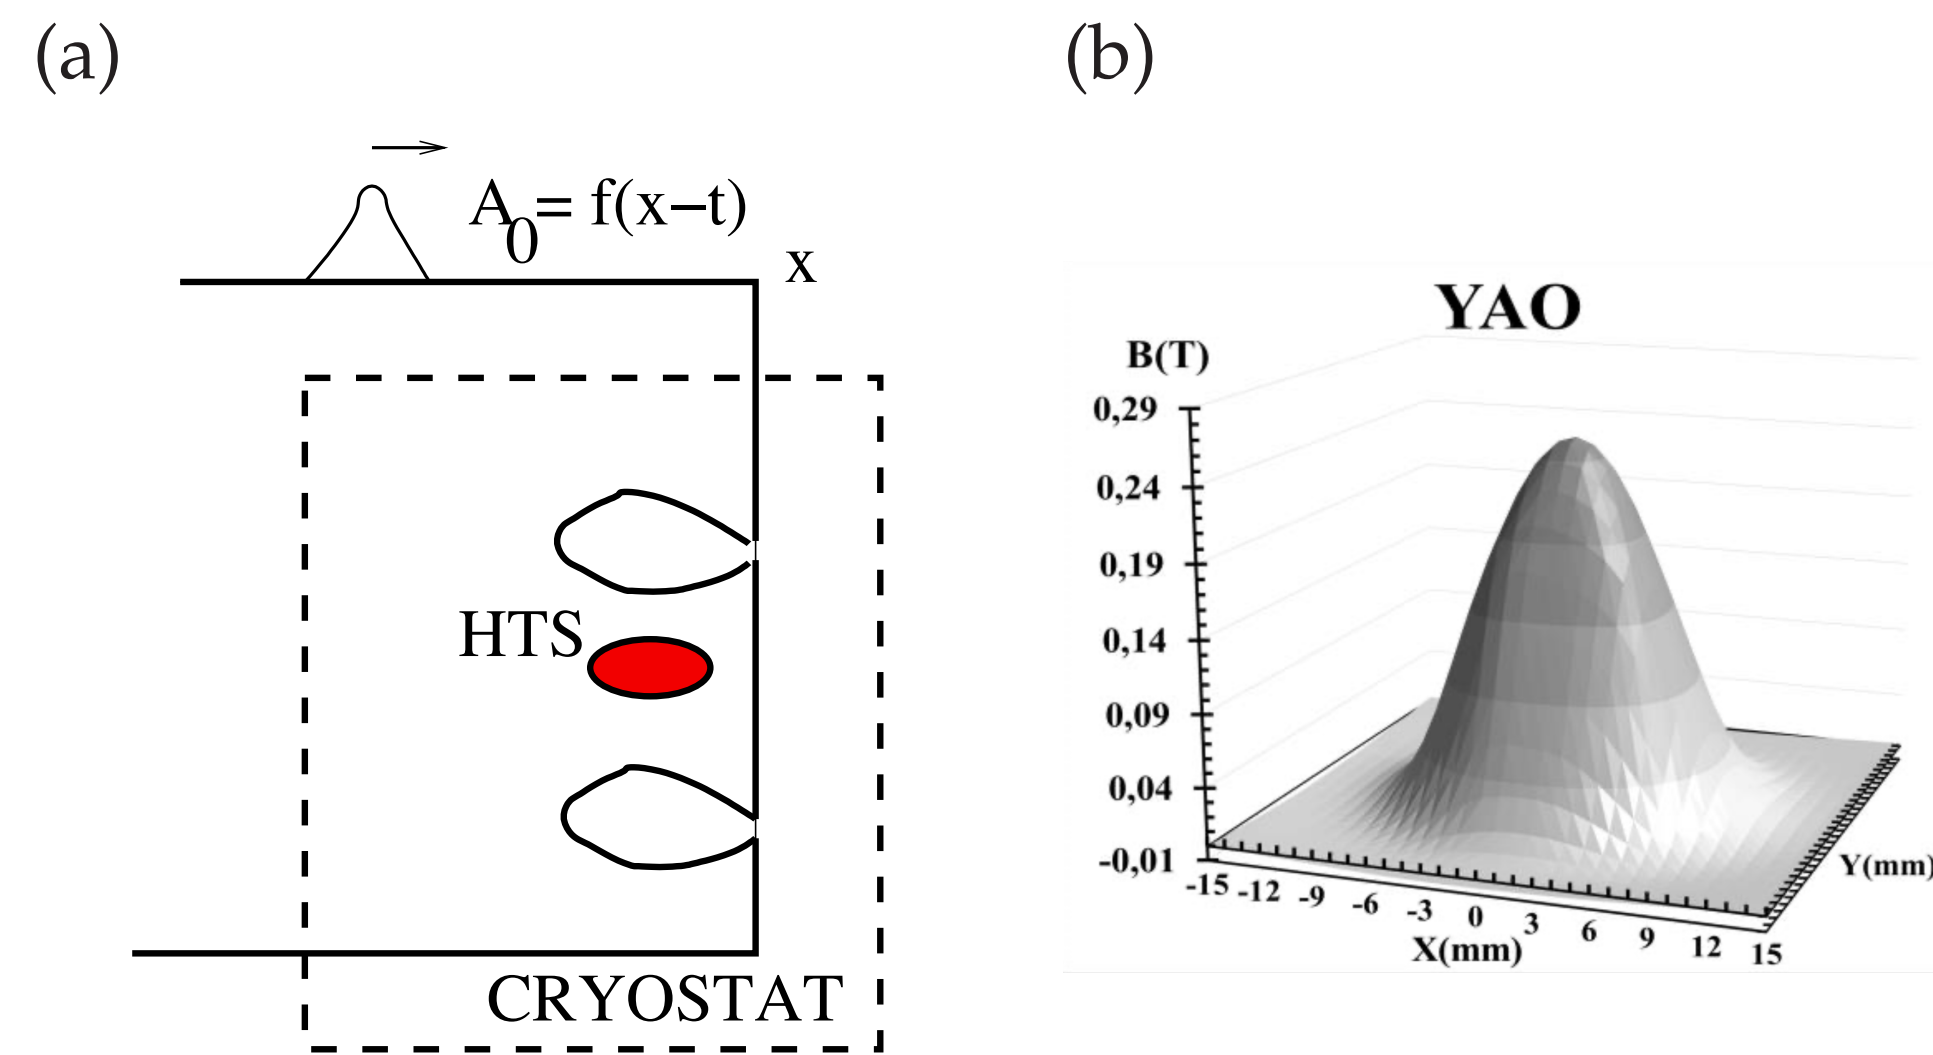 (a)
A0= f(x−t)
x
HTS
CRYOSTAT
(b)
YAO
B(T)
0,29
0,24
0,19
0,14
0,09
0,04
-0,01
-15 -12 -9 -6 -3 0 3 6 9 12 15
X(mm)
Y(mm)